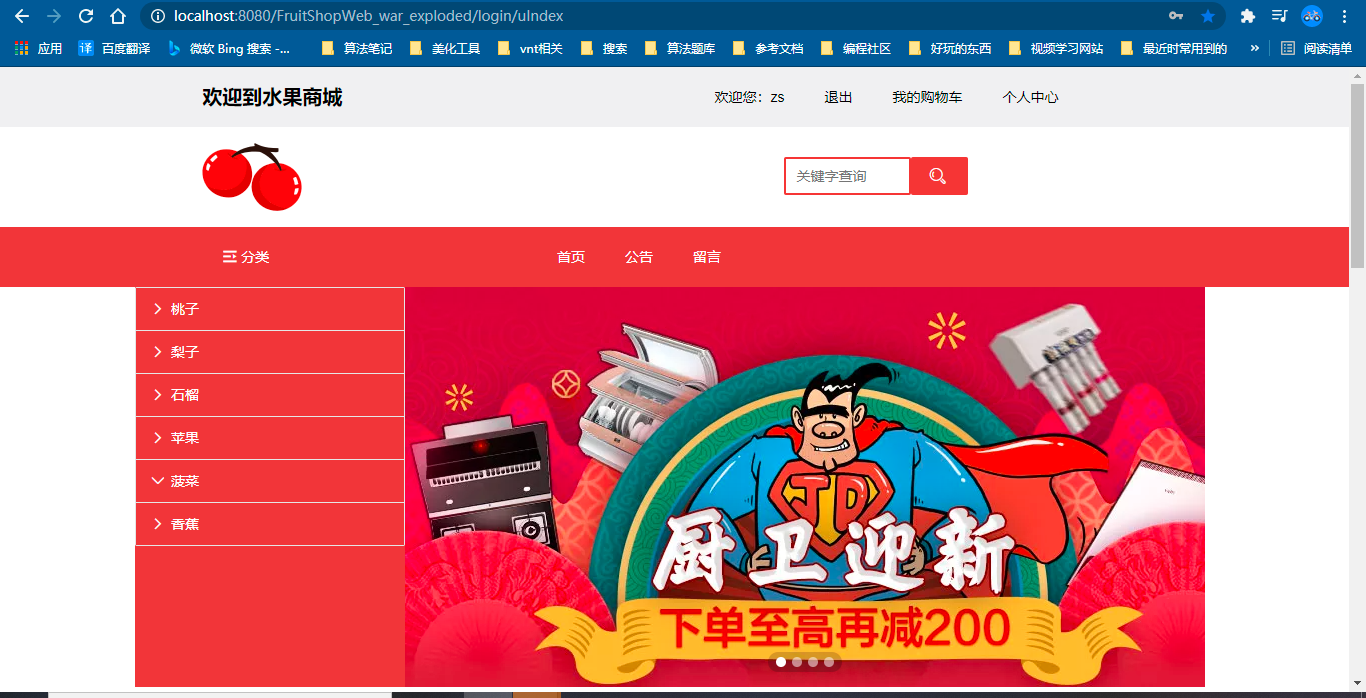 localhost:8080/FruitShopWeb_war_exploded/login/uIndex
应用 译 百度翻译 微软 Bing 搜索 -... 算法笔记 美化工具 vnt相关 搜索 算法题库 参考文档 编程社区 好玩的东西 视频学习网站 最近时常用到的 » 阅读清单
欢迎到水果商城 欢迎您：zs 退出 我的购物车 个人中心
关键字查询
分类 首页 公告 留言
桃子
梨子
石榴
苹果
菠菜
香蕉
JD
厨卫迎新
下单至高再减200